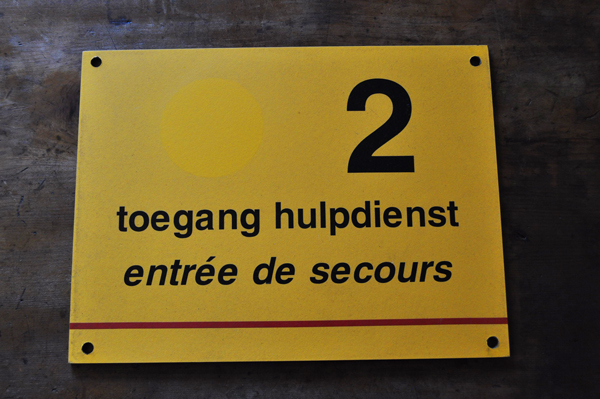 2
toegang hulpdienst
entrée de secours